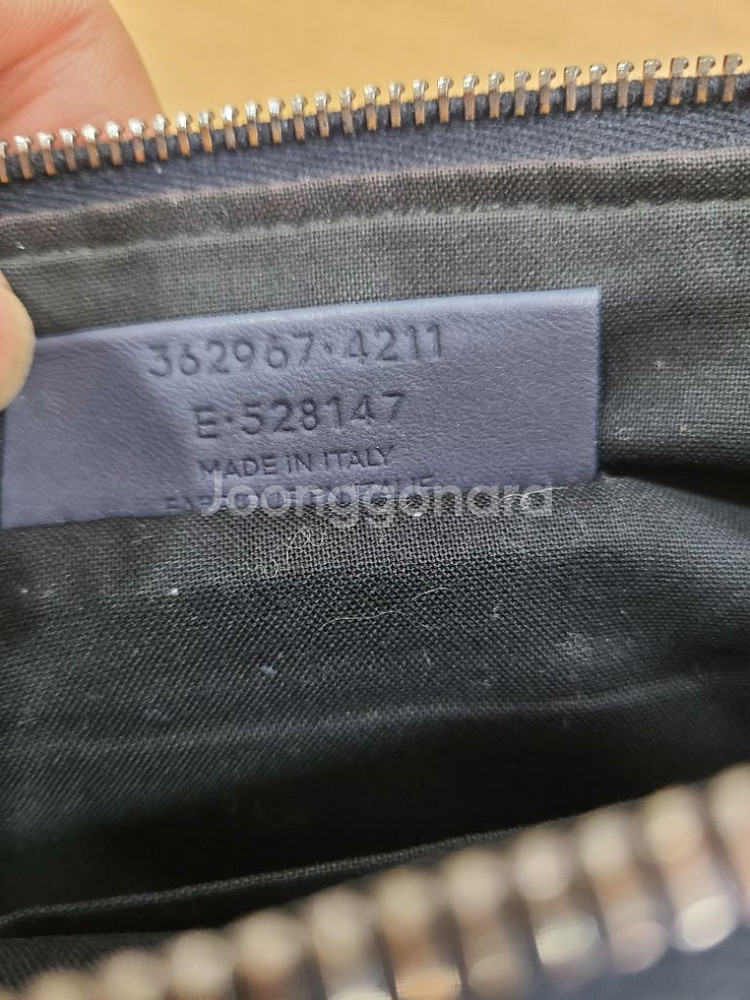 362967·4211
E·528147
MADE IN ITALY
Joonggonara